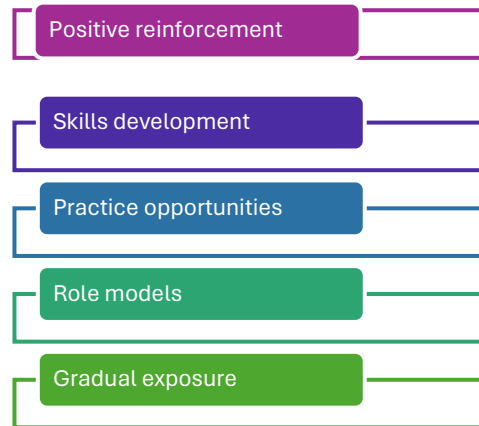 Positive reinforcement
Skills development
Practice opportunities
Role models
Gradual exposure